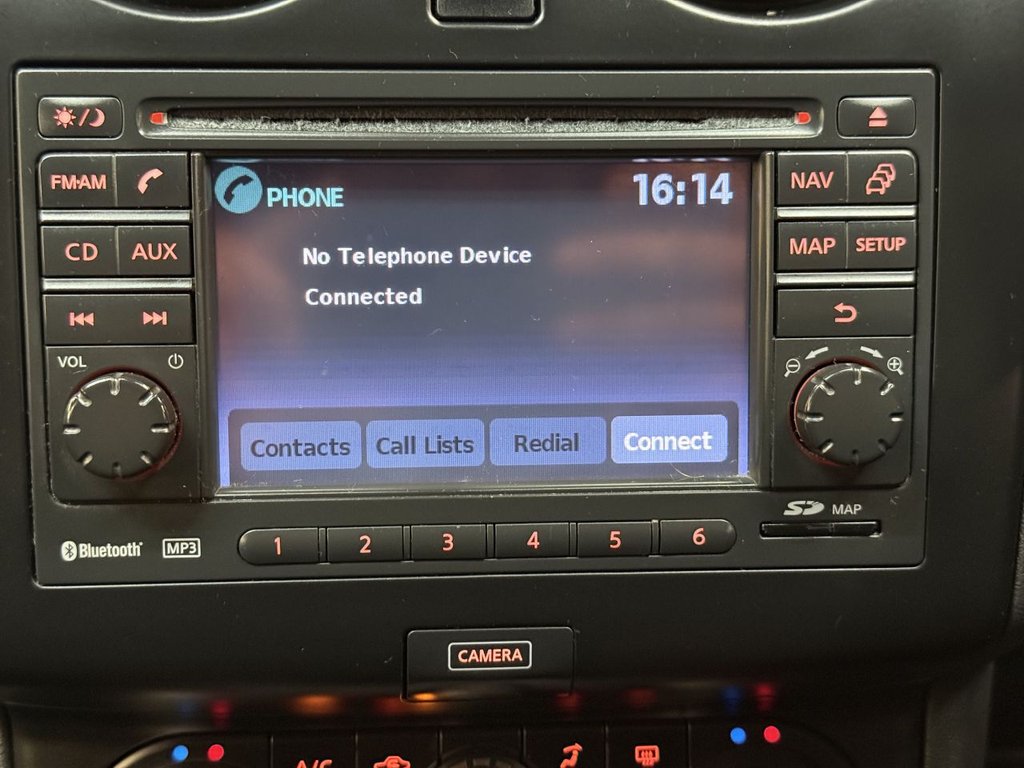 FM·AM
CD
AUX
VOL
PHONE
16:14
No Telephone Device
Connected
Contacts
Call Lists
Redial
Connect
NAV
MAP
SETUP
Bluetooth®
MP3
1
2
3
4
5
6
SD
MAP
CAMERA
A/C